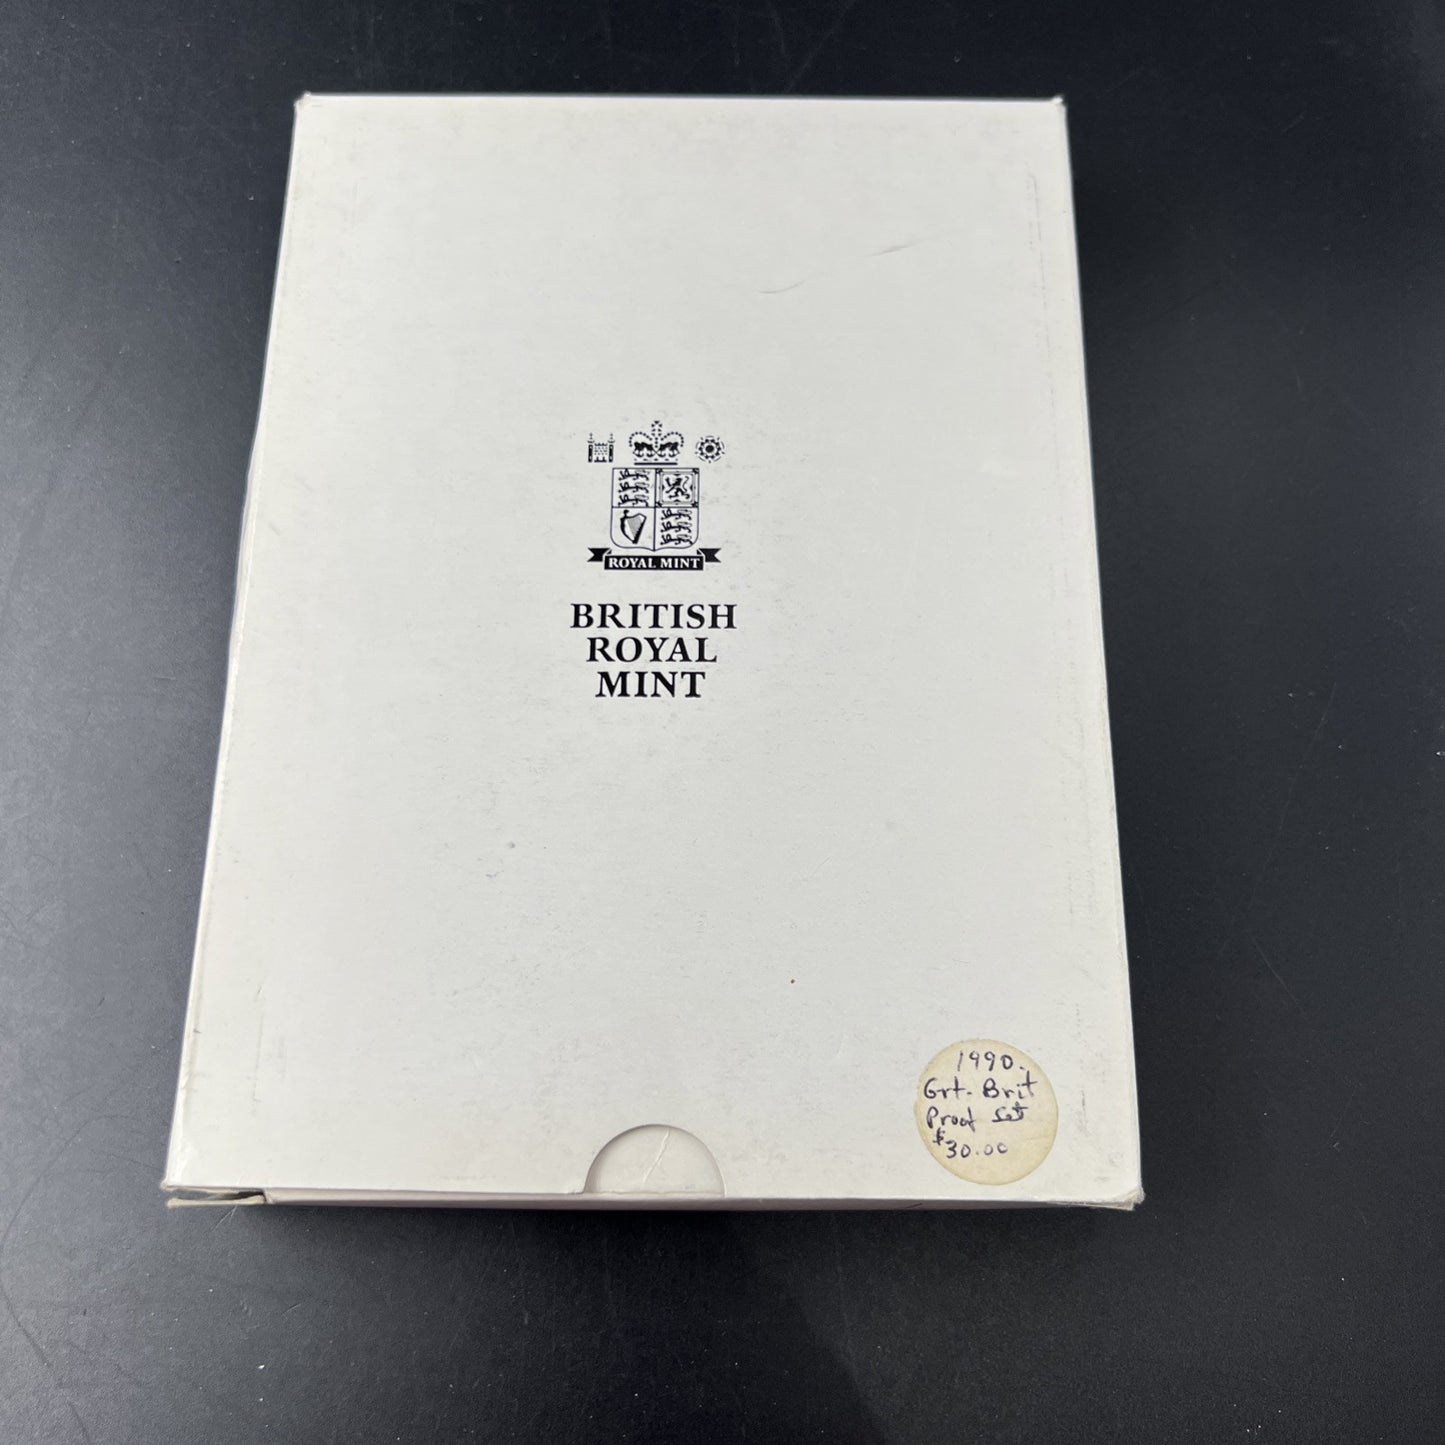 ROYAL MINT
BRITISH
ROYAL
MINT
1990.
Grt. Brit
Proof Set
$30.00